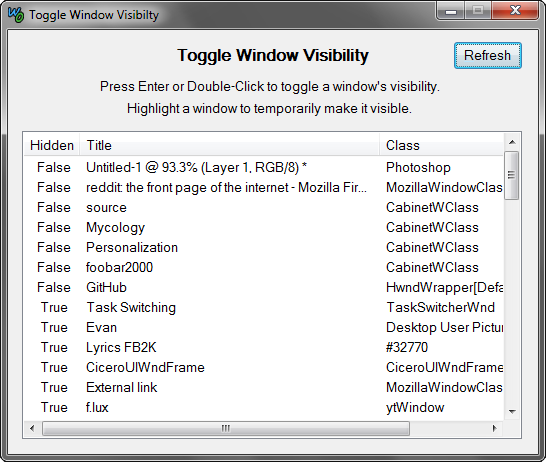 Toggle Window Visibilty
Toggle Window Visibility
Refresh
Press Enter or Double-Click to toggle a window's visibility.
Highlight a window to temporarily make it visible.
Hidden Title Class
False Untitled-1 @ 93.3% (Layer 1, RGB/8) * Photoshop
False reddit: the front page of the internet - Mozilla Fir... MozillaWindowClas
False source CabinetWClass
False Mycology CabinetWClass
False Personalization CabinetWClass
False foobar2000 CabinetWClass
False GitHub HwndWrapper[Defa
True Task Switching TaskSwitcherWnd
True Evan Desktop User Pictur
True Lyrics FB2K #32770
True CiceroUIWndFrame CiceroUIWndFrame
True External link MozillaWindowClas
True f.lux ytWindow